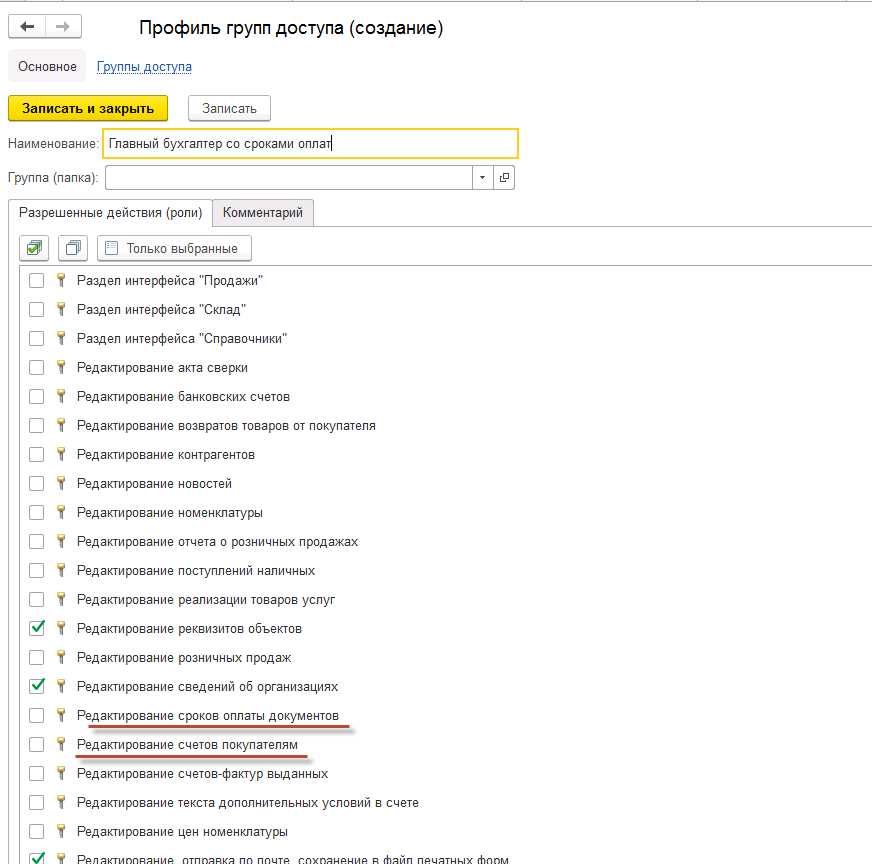 Профиль групп доступа (создание)
Основное Группы доступа
Записать и закрыть Записать
Наименование: Главный бухгалтер со сроками оплат
Группа (папка):
Разрешенные действия (роли) Комментарий
Только выбранные
Раздел интерфейса "Продажи"
Раздел интерфейса "Склад"
Раздел интерфейса "Справочники"
Редактирование акта сверки
Редактирование банковских счетов
Редактирование возвратов товаров от покупателя
Редактирование контрагентов
Редактирование новостей
Редактирование номенклатуры
Редактирование отчета о розничных продажах
Редактирование поступлений наличных
Редактирование реализации товаров услуг
Редактирование реквизитов объектов
Редактирование розничных продаж
Редактирование сведений об организациях
Редактирование сроков оплаты документов
Редактирование счетов покупателям
Редактирование счетов-фактур выданных
Редактирование текста дополнительных условий в счете
Редактирование цен номенклатуры
Редактирование, отправка по почте, сохранение в файл печатных форм